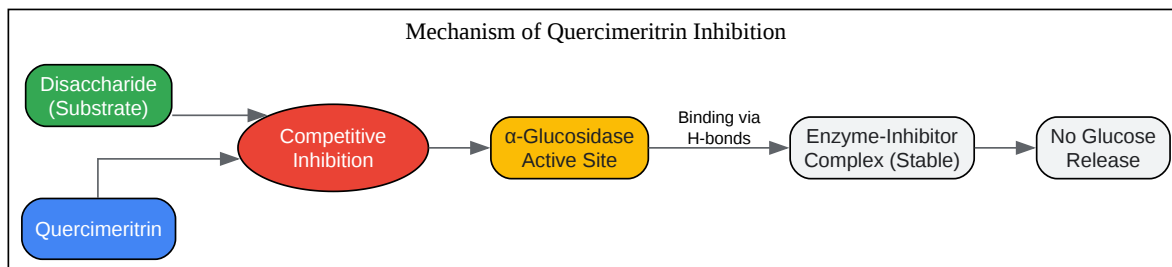 Mechanism of Quercimeritrin Inhibition
Disaccharide
(Substrate)
Quercimeritrin
Competitive
Inhibition
α-Glucosidase
Active Site
Binding via
H-bonds
Enzyme-Inhibitor
Complex (Stable)
No Glucose
Release